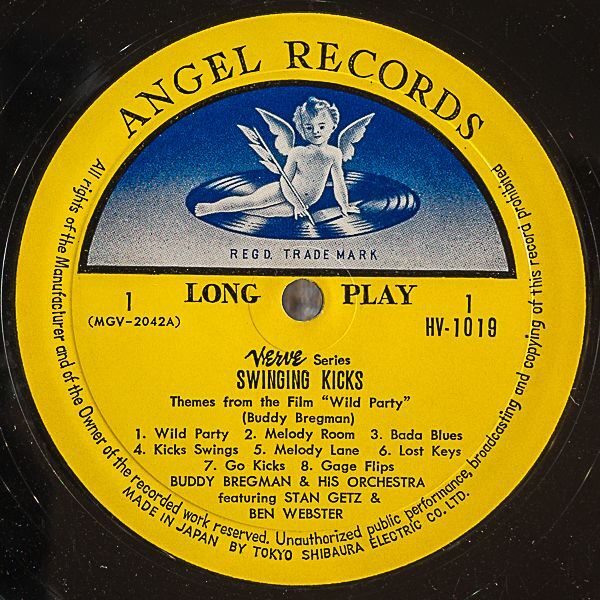 ANGEL RECORDS
REGD. TRADE MARK
LONG PLAY
1
(MGV-2042A)
1
HV-1019
Verve Series
SWINGING KICKS
Themes from the Film "Wild Party"
(Buddy Bregman)
1. Wild Party 2. Melody Room 3. Bada Blues
4. Kicks Swings 5. Melody Lane 6. Lost Keys
7. Go Kicks 8. Gage Flips
BUDDY BREGMAN & HIS ORCHESTRA
featuring STAN GETZ &
BEN WEBSTER
All rights of the Manufacturer and of the Owner of the recorded work reserved. Unauthorized public performance, broadcasting and copying of this record prohibited
MADE IN JAPAN BY TOKYO SHIBAURA ELECTRIC CO. LTD.